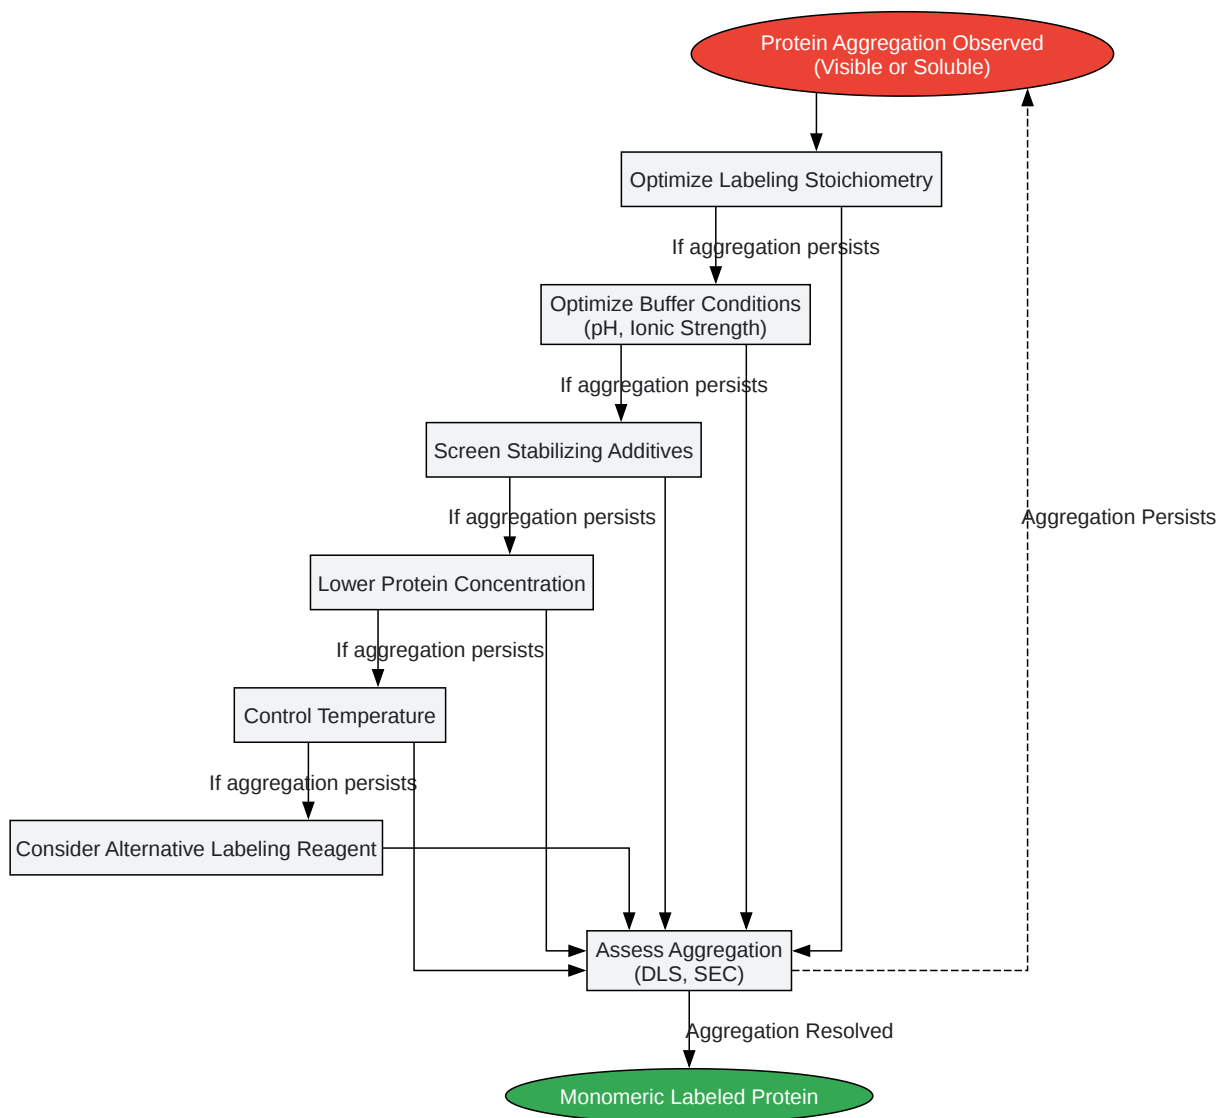 Protein Aggregation Observed
(Visible or Soluble)
Optimize Labeling Stoichiometry
If aggregation persists
Optimize Buffer Conditions
(pH, Ionic Strength)
If aggregation persists
Screen Stabilizing Additives
If aggregation persists
Aggregation Persists
Lower Protein Concentration
If aggregation persists
Control Temperature
If aggregation persists
Consider Alternative Labeling Reagent
Assess Aggregation
(DLS, SEC)
Aggregation Resolved
Monomeric Labeled Protein